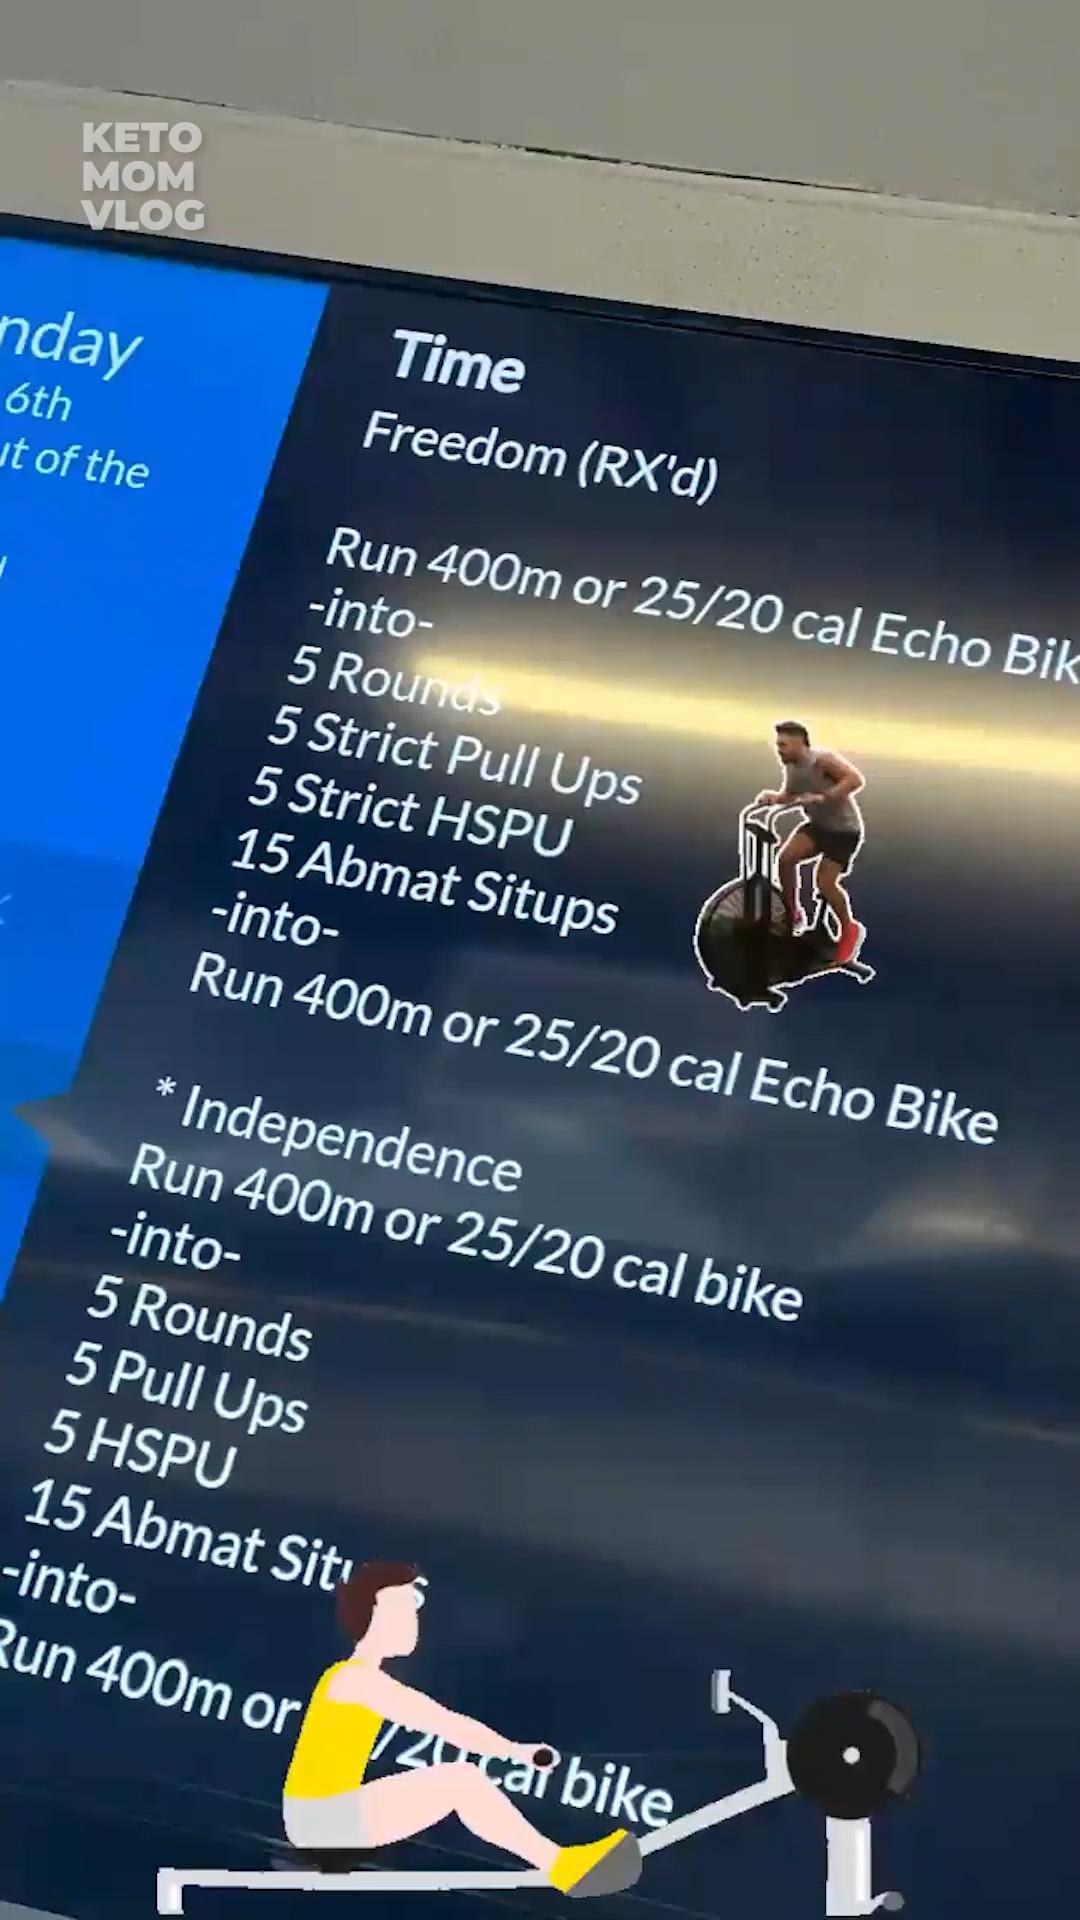 KETO
MOM
VLOG
nday
6th
ut of the
Time
Freedom (RX'd)
Run 400m or 25/20 cal Echo Bik
-into-
5 Rounds
5 Strict Pull Ups
5 Strict HSPU
15 Abmat Situps
-into-
Run 400m or 25/20 cal Echo Bike
* Independence
Run 400m or 25/20 cal bike
-into-
5 Rounds
5 Pull Ups
5 HSPU
15 Abmat Situps
-into-
Run 400m or /20 cal bike